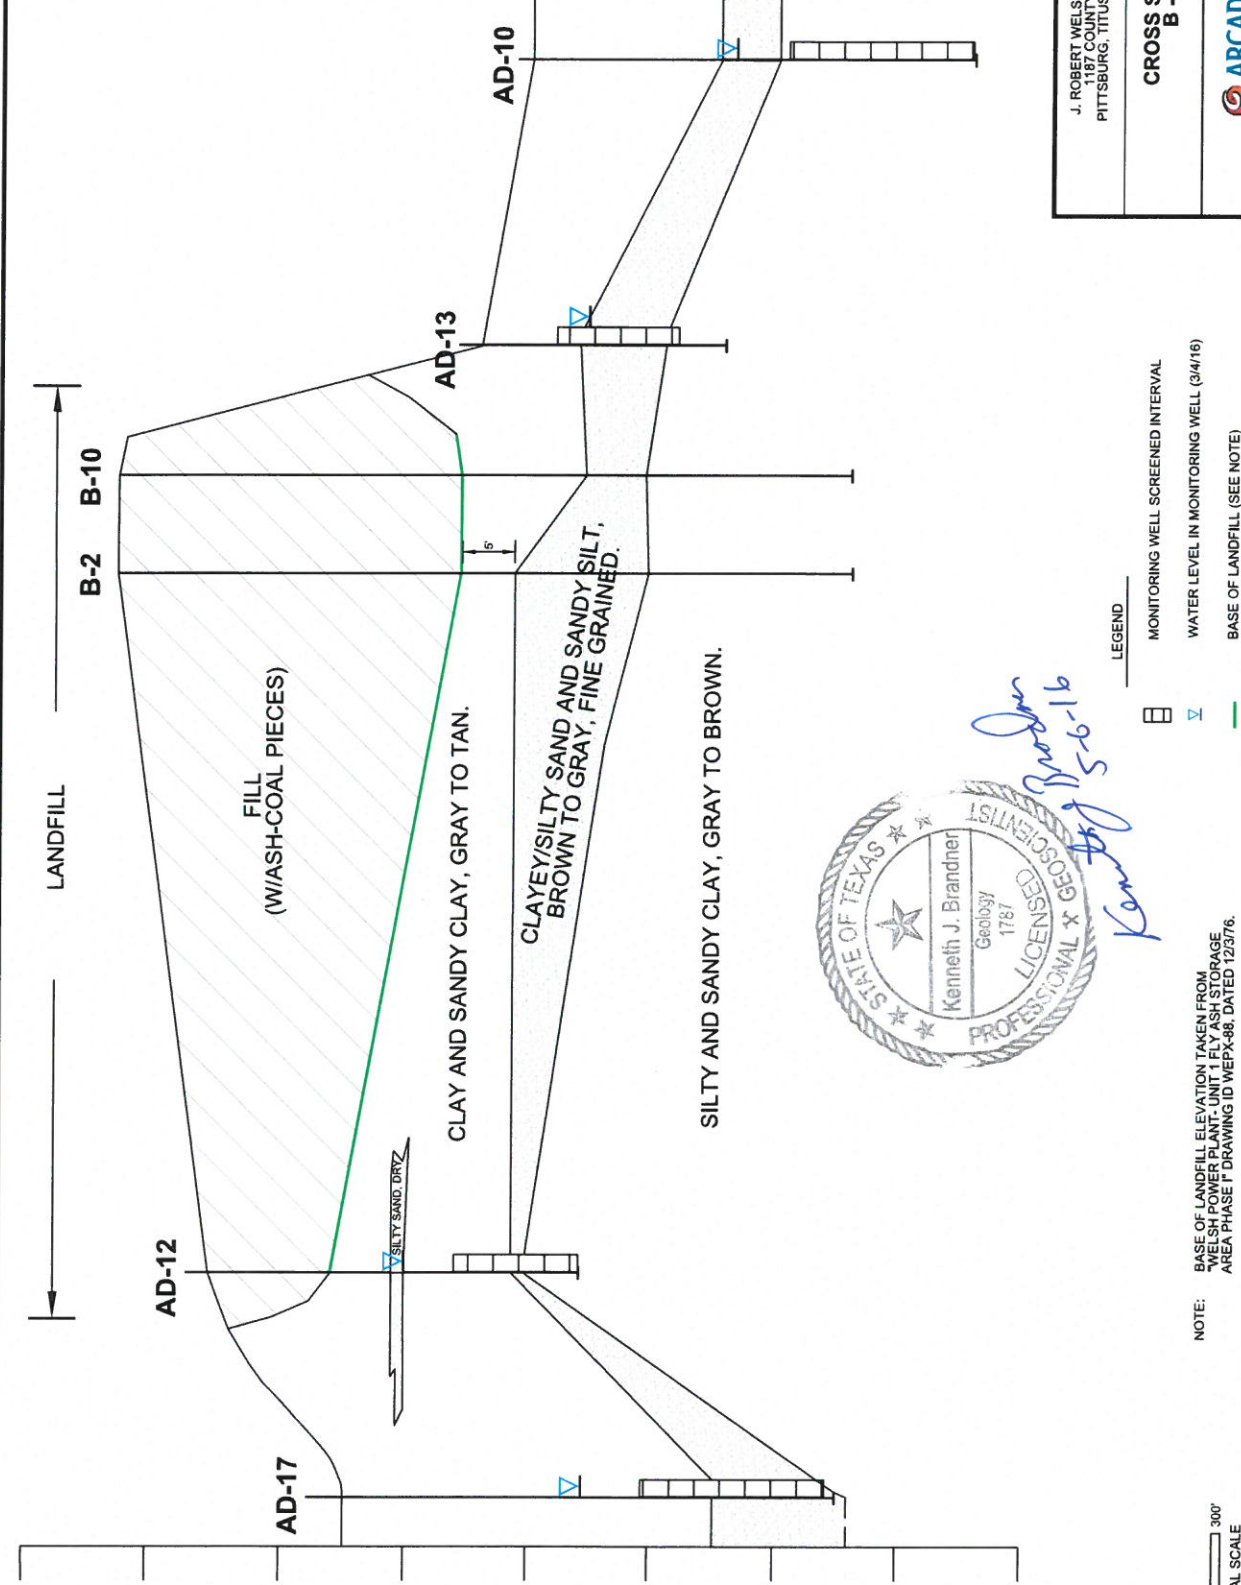 LANDFILL
B-2
B-10
AD-12
AD-17
AD-13
AD-10
FILL
(W/ASH-COAL PIECES)
SILTY SAND, DRY
CLAY AND SANDY CLAY, GRAY TO TAN.
5'
CLAYEY/SILTY SAND AND SANDY SILT,
BROWN TO GRAY, FINE GRAINED.
SILTY AND SANDY CLAY, GRAY TO BROWN.
STATE OF TEXAS
Kenneth J. Brandner
Geology
1787
LICENSED
PROFESSIONAL GEOSCIENTIST
Kenneth J Brandner
5-6-16
LEGEND
MONITORING WELL SCREENED INTERVAL
WATER LEVEL IN MONITORING WELL (3/4/16)
BASE OF LANDFILL (SEE NOTE)
NOTE: BASE OF LANDFILL ELEVATION TAKEN FROM
"WELSH POWER PLANT- UNIT 1 FLY ASH STORAGE
AREA PHASE I" DRAWING ID WEPX-88, DATED 12/3/76.
300'
AL SCALE
J. ROBERT WELS
1187 COUNTY
PITTSBURG, TITUS
CROSS S
B -
ARCAD